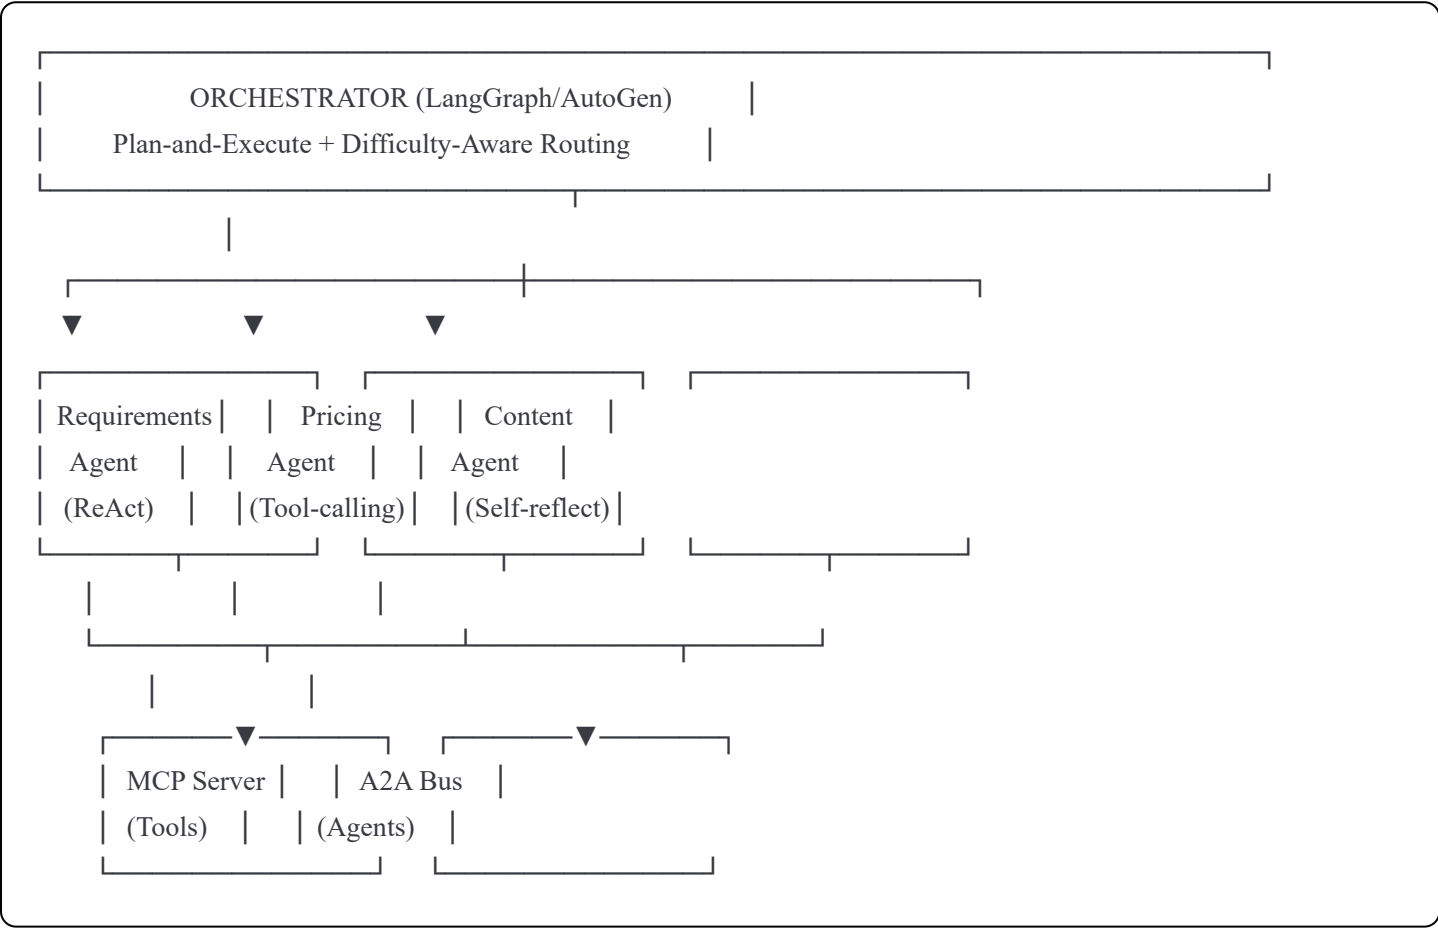 ORCHESTRATOR (LangGraph/AutoGen)
Plan-and-Execute + Difficulty-Aware Routing
Requirements Pricing Content
Agent Agent Agent
(ReAct) (Tool-calling) (Self-reflect)
MCP Server A2A Bus
(Tools) (Agents)